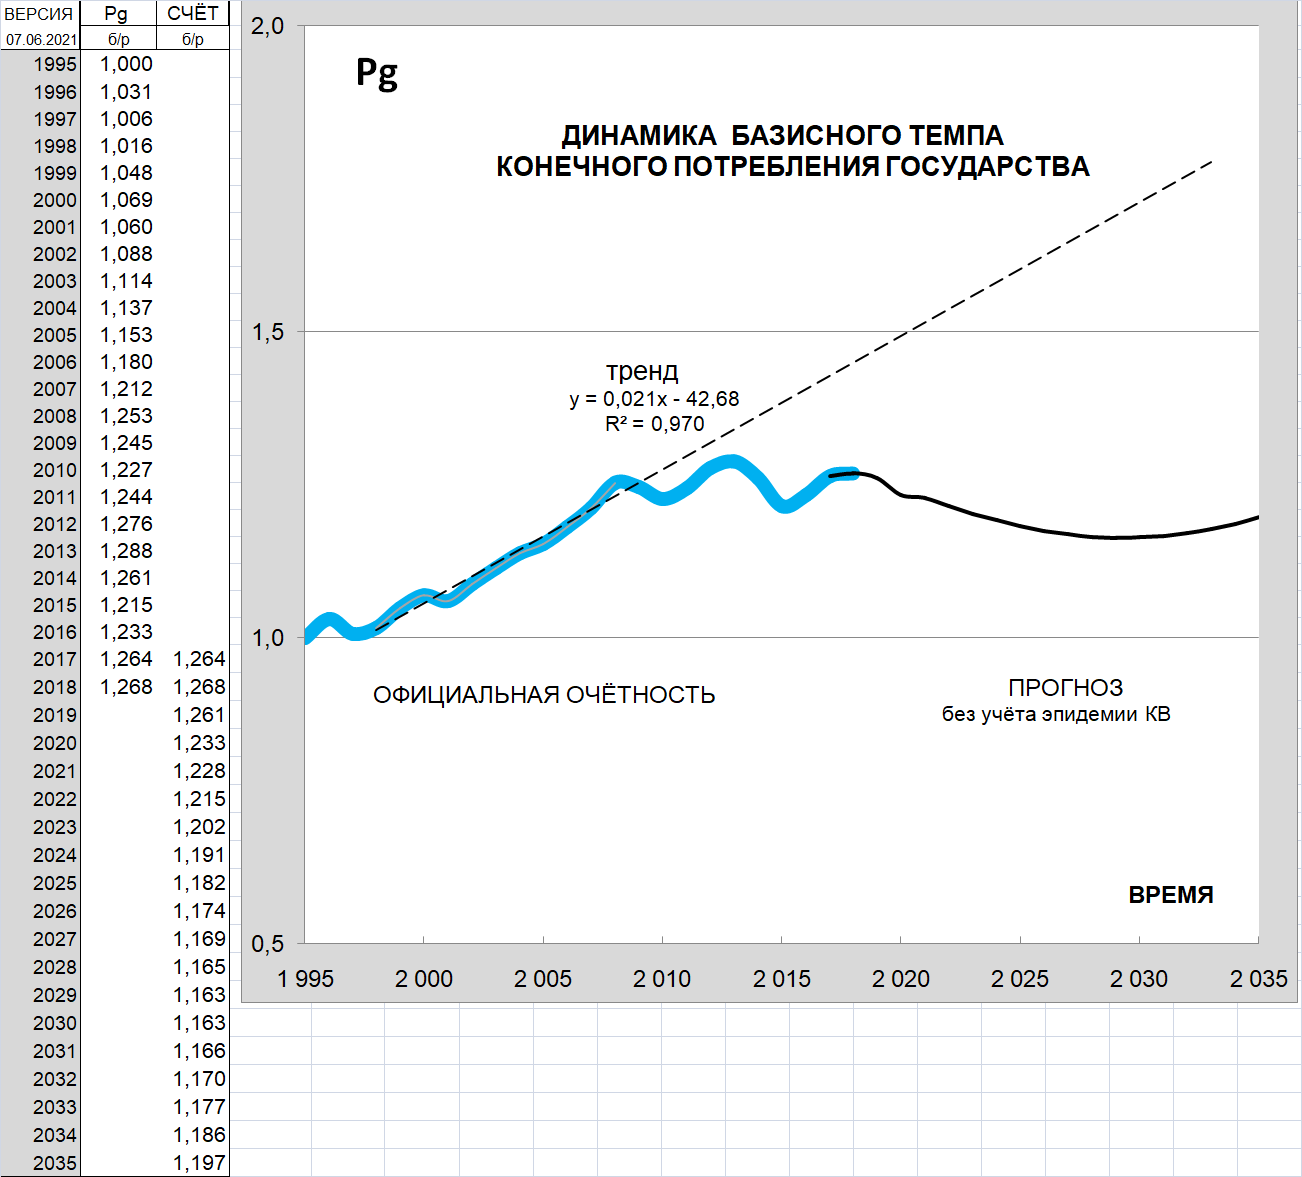 ВЕРСИЯ Pg СЧЁТ
07.06.2021 б/р б/р
1995 1,000
1996 1,031
1997 1,006
1998 1,016
1999 1,048
2000 1,069
2001 1,060
2002 1,088
2003 1,114
2004 1,137
2005 1,153
2006 1,180
2007 1,212
2008 1,253
2009 1,245
2010 1,227
2011 1,244
2012 1,276
2013 1,288
2014 1,261
2015 1,215
2016 1,233
2017 1,264 1,264
2018 1,268 1,268
2019 1,261
2020 1,233
2021 1,228
2022 1,215
2023 1,202
2024 1,191
2025 1,182
2026 1,174
2027 1,169
2028 1,165
2029 1,163
2030 1,163
2031 1,166
2032 1,170
2033 1,177
2034 1,186
2035 1,197
2,0
Pg
ДИНАМИКА БАЗИСНОГО ТЕМПА
КОНЕЧНОГО ПОТРЕБЛЕНИЯ ГОСУДАРСТВА
1,5
тренд
y = 0,021x - 42,68
R² = 0,970
1,0
ОФИЦИАЛЬНАЯ ОЧЁТНОСТЬ
ПРОГНОЗ
без учёта эпидемии КВ
ВРЕМЯ
0,5
1 995 2 000 2 005 2 010 2 015 2 020 2 025 2 030 2 035